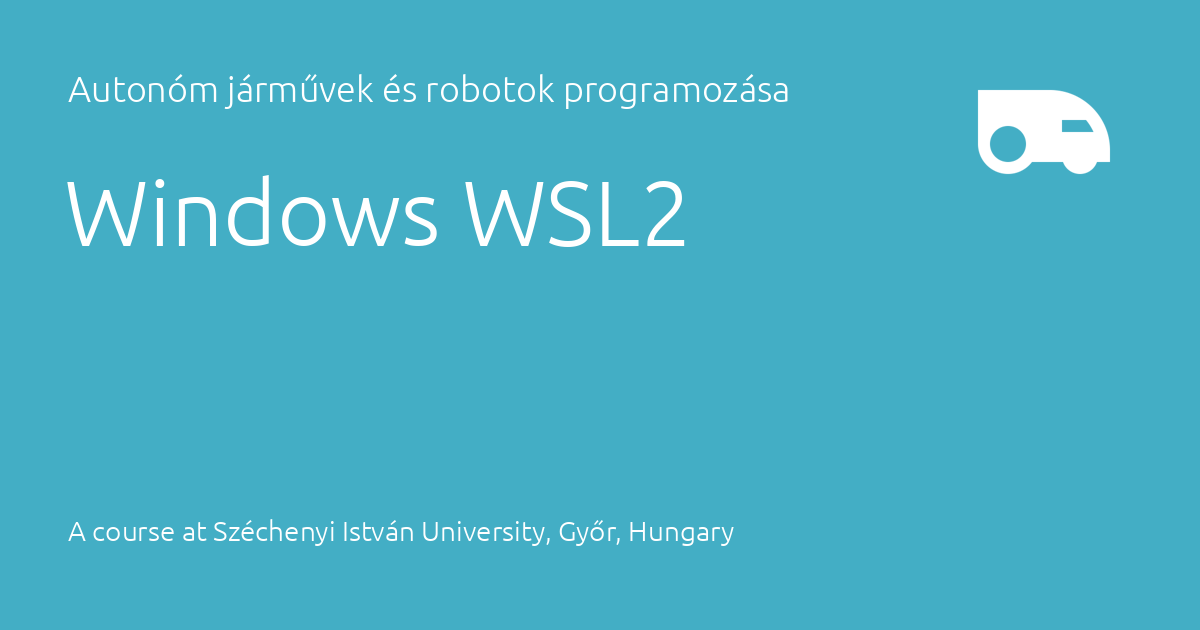 Autonóm járművek és robotok programozása
Windows WSL2
A course at Széchenyi István University, Győr, Hungary